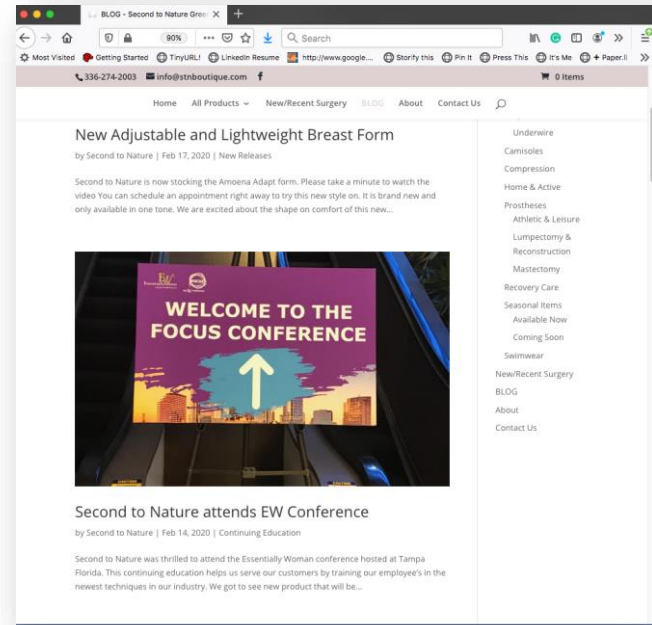 BLOG - Second to Nature Green
90%
Search
Most Visited
Getting Started
TinyURL!
LinkedIn Resume
http://www.google....
Storify this
Pin It
Press This
It's Me
+ Paper.li
336-274-2003
info@stnboutique.com
0 Items
Home
All Products
New/Recent Surgery
BLOG
About
Contact Us
New Adjustable and Lightweight Breast Form
by Second to Nature | Feb 17, 2020 | New Releases
Second to Nature is now stocking the Amoena Adapt form. Please take a minute to watch the
video You can schedule an appointment right away to try this new style on. It is brand new and
only available in one tone. We are excited about the shape on comfort of this new...
WELCOME TO THE
FOCUS CONFERENCE
Second to Nature attends EW Conference
by Second to Nature | Feb 14, 2020 | Continuing Education
Second to Nature was thrilled to attend the Essentially Woman conference hosted at Tampa
Florida. This continuing education helps us serve our customers by training our employee's in the
newest techniques in our industry. We got to see new product that will be...
Underwire
Camisoles
Compression
Home & Active
Prostheses
Athletic & Leisure
Lumpectomy &
Reconstruction
Mastectomy
Recovery Care
Seasonal Items
Available Now
Coming Soon
Swimwear
New/Recent Surgery
BLOG
About
Contact Us